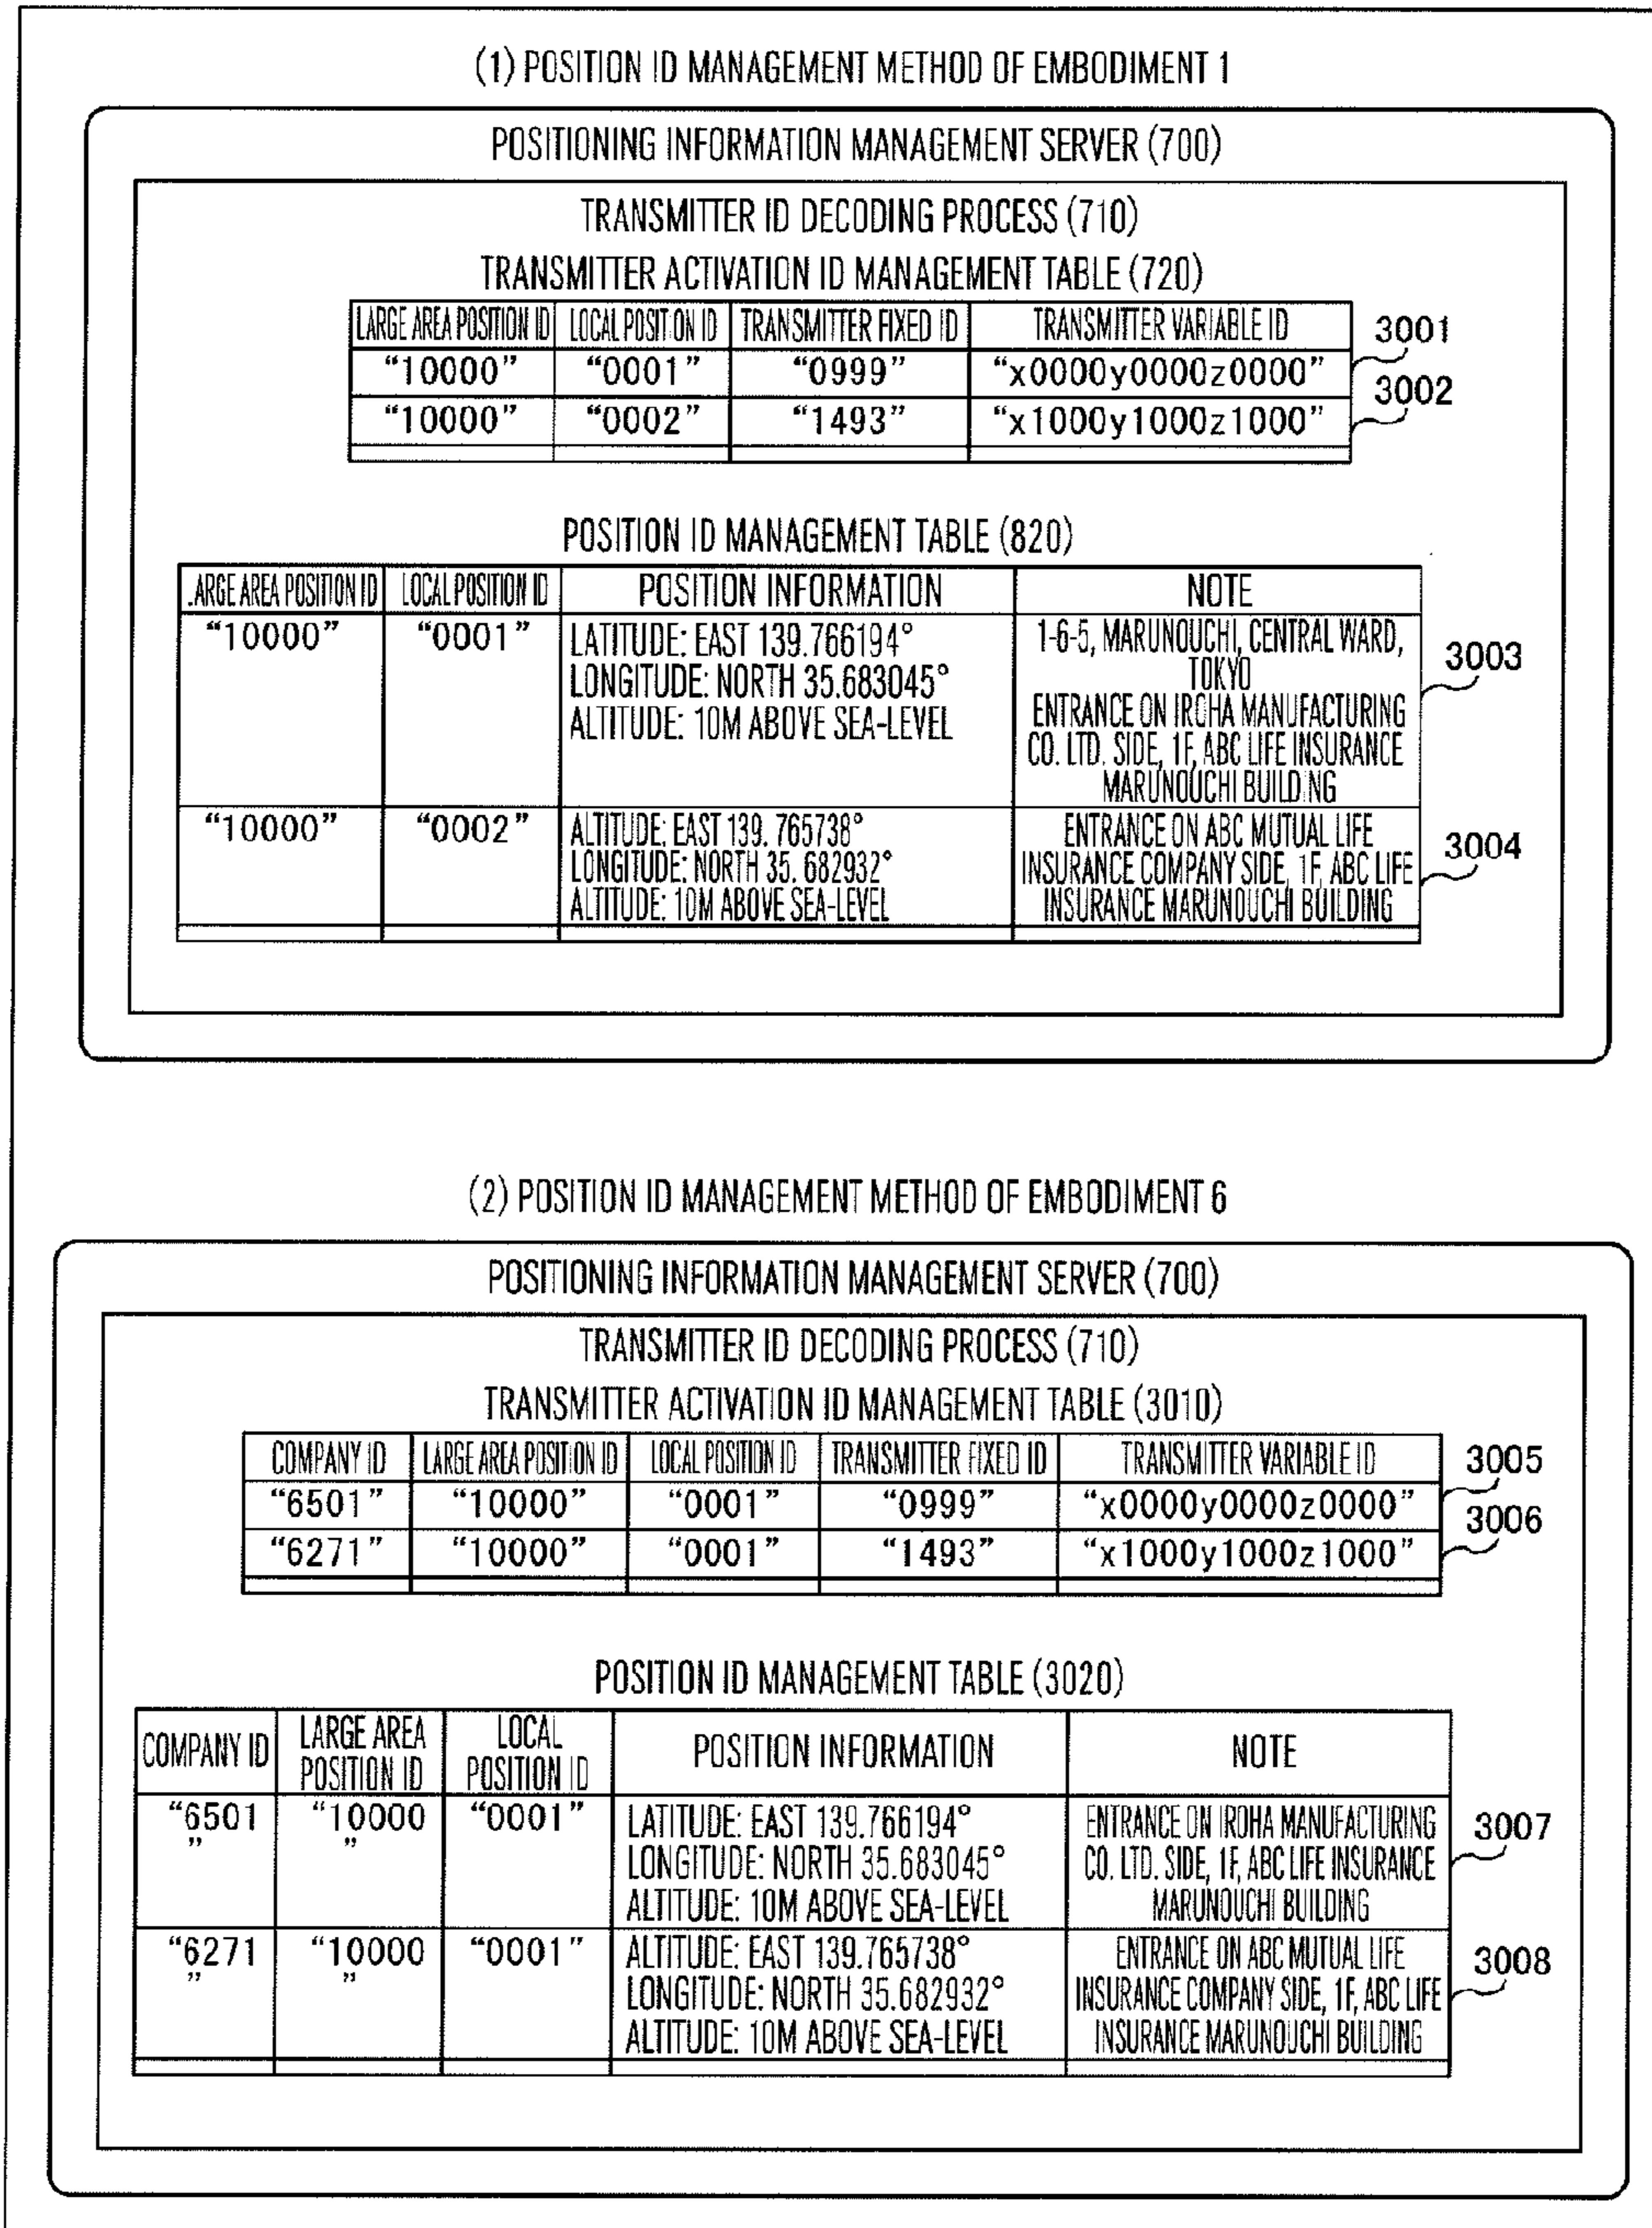 (1) POSITION ID MANAGEMENT METHOD OF EMBODIMENT 1
POSITIONING INFORMATION MANAGEMENT SERVER (700)
TRANSMITTER ID DECODING PROCESS (710)
TRANSMITTER ACTIVATION ID MANAGEMENT TABLE (720)
LARGE AREA POSITION ID LOCAL POSITION ID TRANSMITTER FIXED ID TRANSMITTER VARIABLE ID
“10000” “0001” “0999” “x0000y0000z0000” 3001
“10000” “0002” “1493” “x1000y1000z1000” 3002
POSITION ID MANAGEMENT TABLE (820)
LARGE AREA POSITION ID LOCAL POSITION ID POSITION INFORMATION NOTE
“10000” “0001”
LATITUDE: EAST 139.766194°
LONGITUDE: NORTH 35.683045°
ALTITUDE: 10M ABOVE SEA-LEVEL
1-6-5, MARUNOUCHI, CENTRAL WARD,
TOKYO
ENTRANCE ON IROHA MANUFACTURING
CO. LTD. SIDE, 1F, ABC LIFE INSURANCE
MARUNOUCHI BUILDING
3003
“10000” “0002”
ALTITUDE: EAST 139. 765738°
LONGITUDE: NORTH 35. 682932°
ALTITUDE: 10M ABOVE SEA-LEVEL
ENTRANCE ON ABC MUTUAL LIFE
INSURANCE COMPANY SIDE, 1F, ABC LIFE
INSURANCE MARUNOUCHI BUILDING
3004
(2) POSITION ID MANAGEMENT METHOD OF EMBODIMENT 6
POSITIONING INFORMATION MANAGEMENT SERVER (700)
TRANSMITTER ID DECODING PROCESS (710)
TRANSMITTER ACTIVATION ID MANAGEMENT TABLE (3010)
COMPANY ID LARGE AREA POSITION ID LOCAL POSITION ID TRANSMITTER FIXED ID TRANSMITTER VARIABLE ID
“6501” “10000” “0001” “0999” “x0000y0000z0000” 3005
“6271” “10000” “0001” “1493” “x1000y1000z1000” 3006
POSITION ID MANAGEMENT TABLE (3020)
COMPANY ID
LARGE AREA
POSITION ID
LOCAL
POSITION ID
POSITION INFORMATION
NOTE
“6501
”
“10000
”
“0001”
LATITUDE: EAST 139.766194°
LONGITUDE: NORTH 35.683045°
ALTITUDE: 10M ABOVE SEA-LEVEL
ENTRANCE ON IROHA MANUFACTURING
CO. LTD. SIDE, 1F, ABC LIFE INSURANCE
MARUNOUCHI BUILDING
3007
“6271
”
“10000
”
“0001”
ALTITUDE: EAST 139.765738°
LONGITUDE: NORTH 35.682932°
ALTITUDE: 10M ABOVE SEA-LEVEL
ENTRANCE ON ABC MUTUAL LIFE
INSURANCE COMPANY SIDE, 1F, ABC LIFE
INSURANCE MARUNOUCHI BUILDING
3008